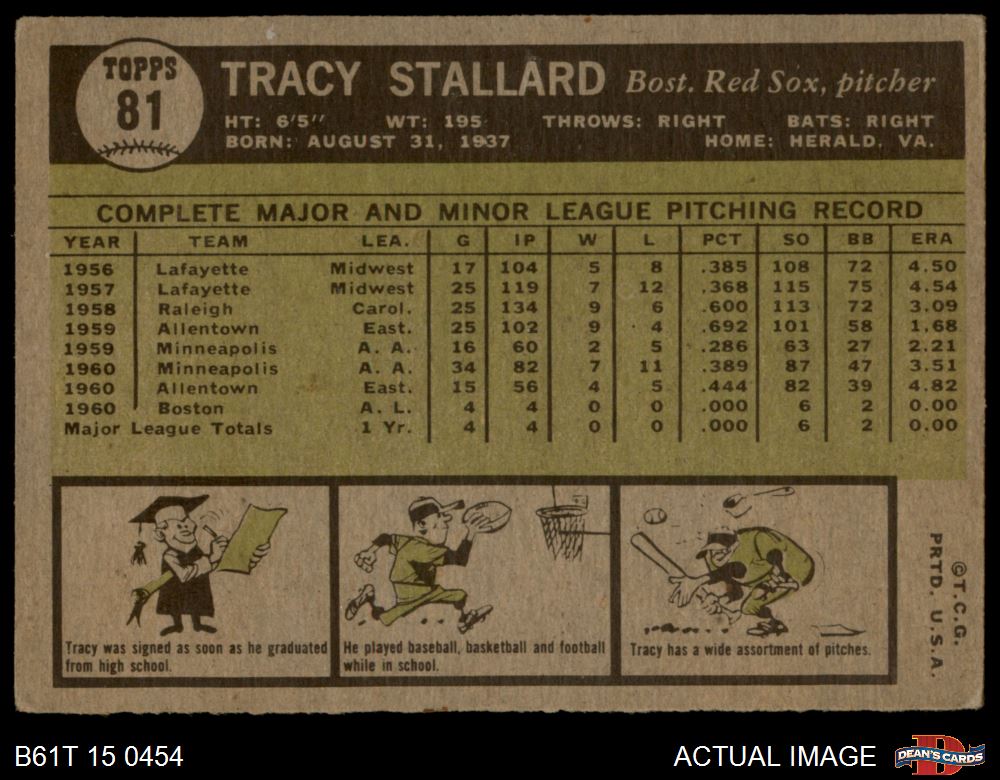 TOPPS
81
TRACY STALLARD Bost. Red Sox, pitcher
HT: 6'5" WT: 195 THROWS: RIGHT BATS: RIGHT
BORN: AUGUST 31, 1937 HOME: HERALD, VA.
COMPLETE MAJOR AND MINOR LEAGUE PITCHING RECORD
YEAR TEAM LEA. G IP W L PCT SO BB ERA
1956 Lafayette Midwest 17 104 5 8 .385 108 72 4.50
1957 Lafayette Midwest 25 119 7 12 .368 115 75 4.54
1958 Raleigh Carol. 25 134 9 6 .600 113 72 3.09
1959 Allentown East. 25 102 9 4 .692 101 58 1.68
1959 Minneapolis A. A. 16 60 2 5 .286 63 27 2.21
1960 Minneapolis A. A. 34 82 7 11 .389 87 47 3.51
1960 Allentown East. 15 56 4 5 .444 82 39 4.82
1960 Boston A. L. 4 4 0 0 .000 6 2 0.00
Major League Totals 1 Yr. 4 4 0 0 .000 6 2 0.00
Tracy was signed as soon as he graduated
from high school.
He played baseball, basketball and football
while in school.
Tracy has a wide assortment of pitches.
©T.C.G.
PRTD. U.S.A.
B61T 15 0454
ACTUAL IMAGE
DEAN'S CARDS